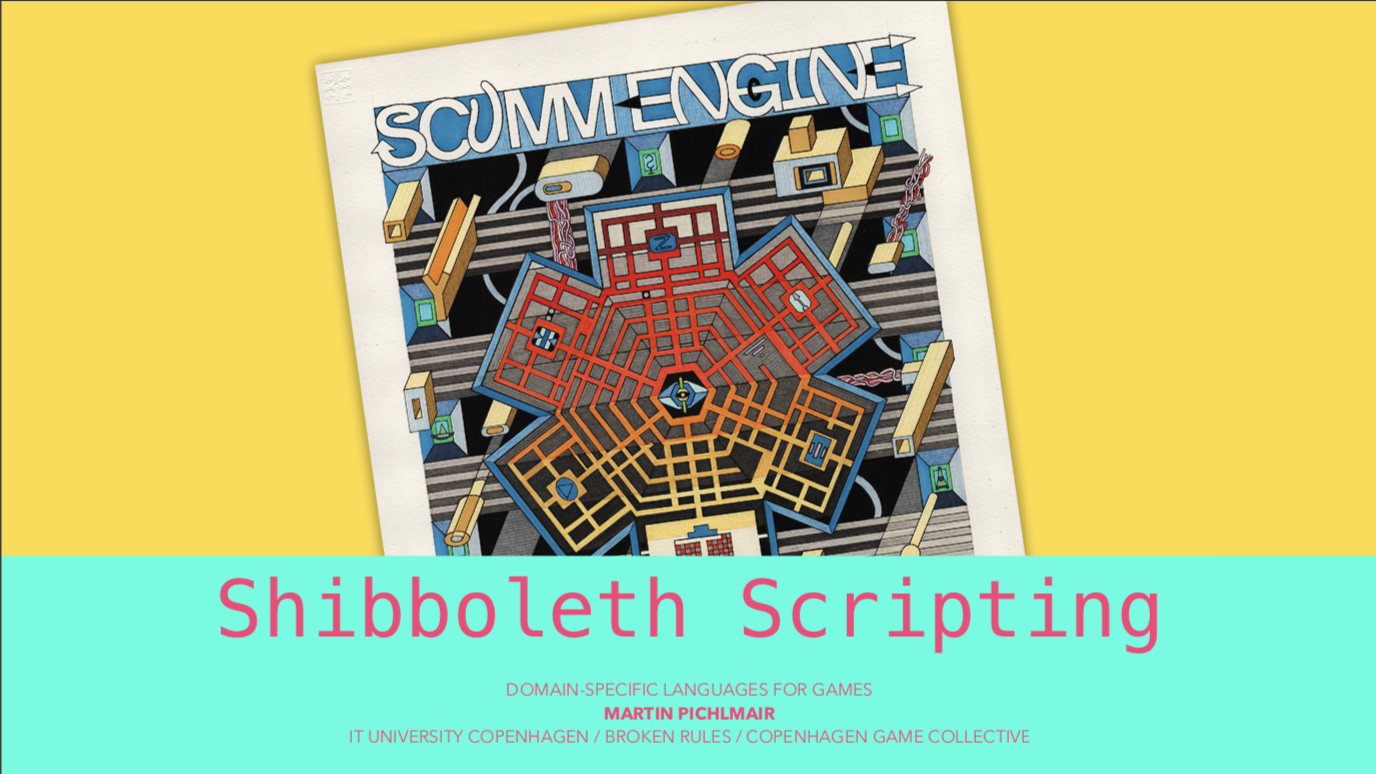 SCUMM ENGINE
Shibboleth Scripting
DOMAIN-SPECIFIC LANGUAGES FOR GAMES
MARTIN PICHLMAIR
IT UNIVERSITY COPENHAGEN / BROKEN RULES / COPENHAGEN GAME COLLECTIVE